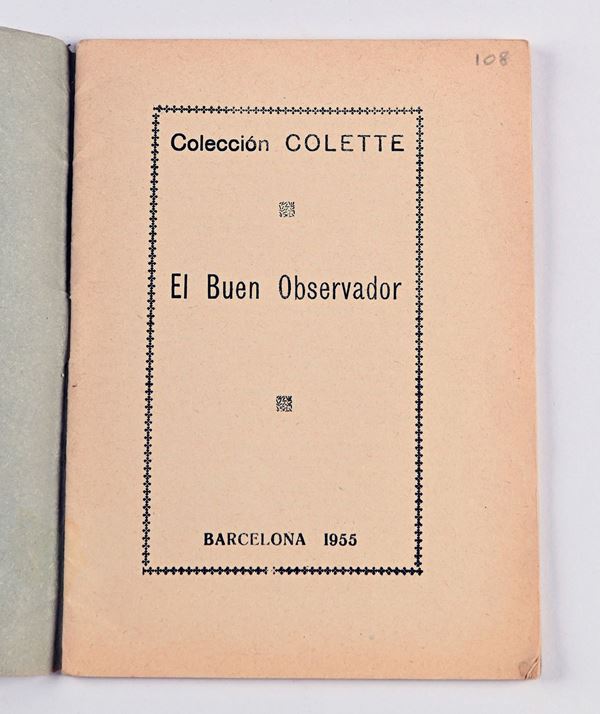 108
Colección COLETTE
El Buen Observador
BARCELONA 1955